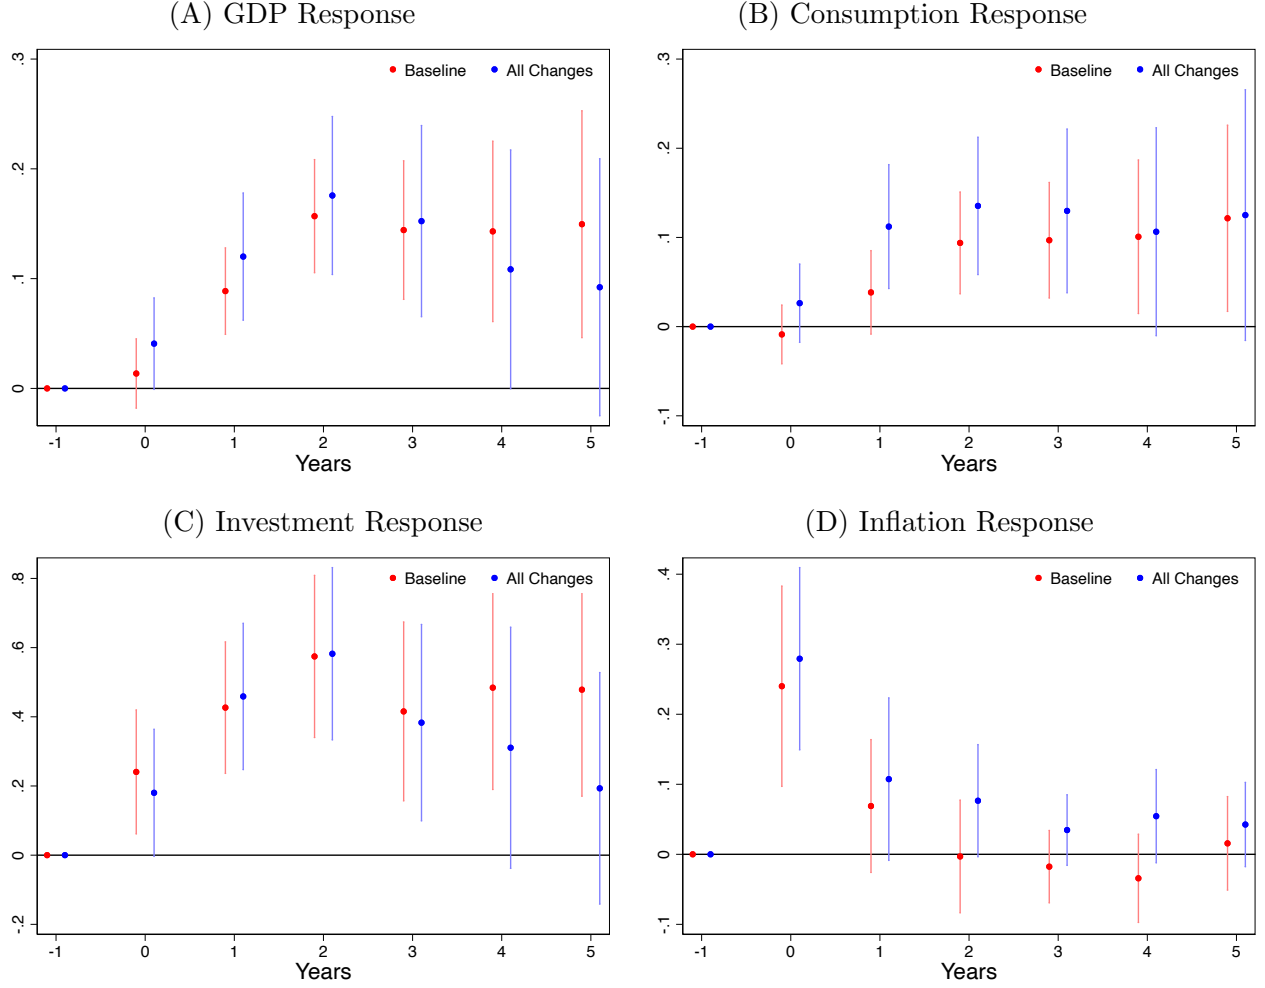 (A) GDP Response
Baseline All Changes
.3
.2
.1
0
-1 0 1 2 3 4 5
Years
(B) Consumption Response
Baseline All Changes
.3
.2
.1
0
-.1
-1 0 1 2 3 4 5
Years
(C) Investment Response
Baseline All Changes
.8
.6
.4
.2
0
-.2
-1 0 1 2 3 4 5
Years
(D) Inflation Response
Baseline All Changes
.4
.3
.2
.1
0
-.1
-1 0 1 2 3 4 5
Years